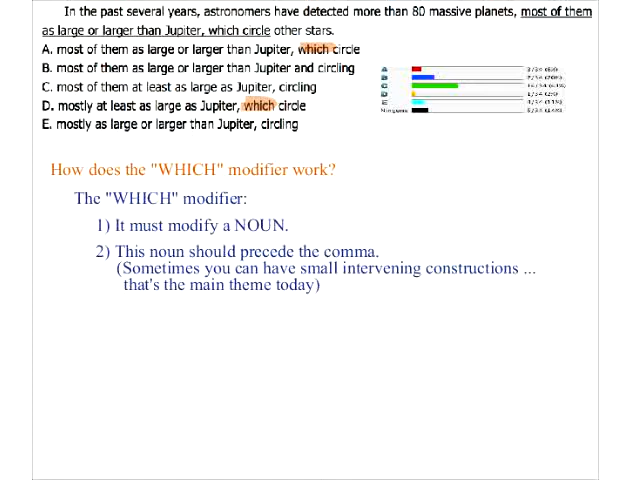 In the past several years, astronomers have detected more than 80 massive planets, most of them
as large or larger than Jupiter, which circle other stars.
A. most of them as large or larger than Jupiter, which circle
B. most of them as large or larger than Jupiter and circling
C. most of them at least as large as Jupiter, circling
D. mostly at least as large as Jupiter, which circle
E. mostly as large or larger than Jupiter, circling
A
B
C
D
E
How does the "WHICH" modifier work?
The "WHICH" modifier:
1) It must modify a NOUN.
2) This noun should precede the comma.
(Sometimes you can have small intervening constructions ...
that's the main theme today)